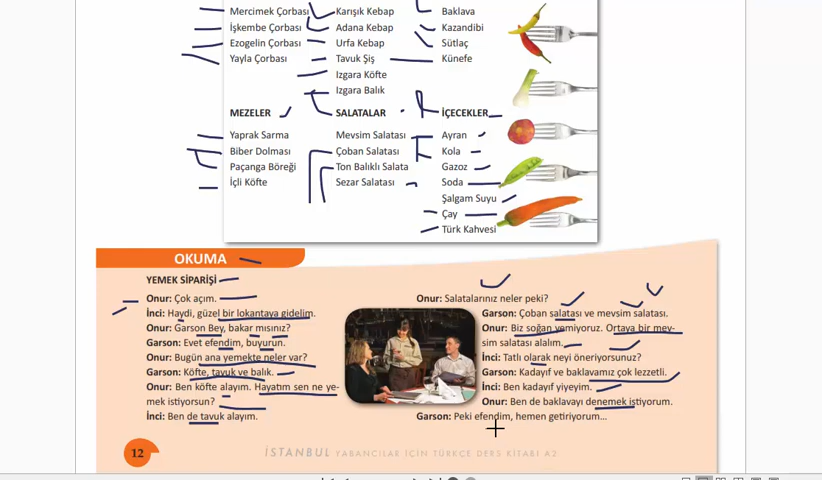 Mercimek Çorbası
İşkembe Çorbası
Ezogelin Çorbası
Yayla Çorbası
Karışık Kebap
Adana Kebap
Urfa Kebap
Tavuk Şiş
Izgara Köfte
Izgara Balık
Baklava
Kazandibi
Sütlaç
Künefe
MEZELER
Yaprak Sarma
Biber Dolması
Paçanga Böreği
İçli Köfte
SALATALAR
Mevsim Salatası
Çoban Salatası
Ton Balıklı Salata
Sezar Salatası
İÇECEKLER
Ayran
Kola
Gazoz
Soda
Şalgam Suyu
Çay
Türk Kahvesi
OKUMA
YEMEK SİPARİŞİ
Onur: Çok açım.
İnci: Haydi, güzel bir lokantaya gidelim.
Onur: Garson Bey, bakar mısınız?
Garson: Evet efendim, buyurun.
Onur: Bugün ana yemekte neler var?
Garson: Köfte, tavuk ve balık.
Onur: Ben köfte alayım. Hayatım sen ne ye-
mek istiyorsun?
İnci: Ben de tavuk alayım.
Onur: Salatalarınız neler peki?
Garson: Çoban salatası ve mevsim salatası.
Onur: Biz soğan yemiyoruz. Ortaya bir mev-
sim salatası alalım.
İnci: Tatlı olarak neyi öneriyorsunuz?
Garson: Kadayıf ve baklavamız çok lezzetli.
İnci: Ben kadayıf yiyeyim.
Onur: Ben de baklavayı denemek istiyorum.
Garson: Peki efendim, hemen getiriyorum...
12
İSTANBUL YABANCILAR İÇİN TÜRKÇE DERS KİTABI A2